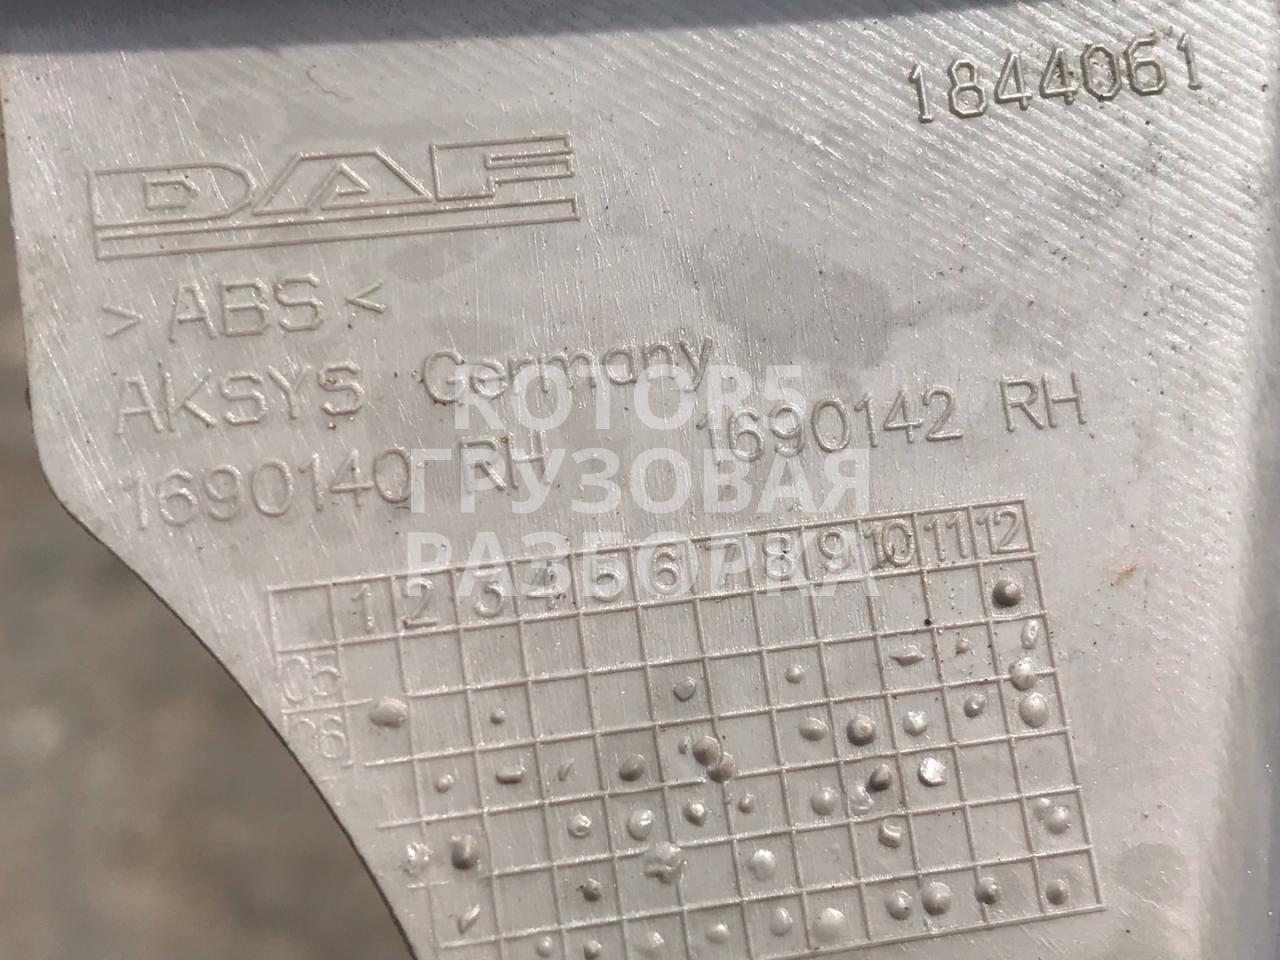 1844061
DAF
>ABS<
AKSYS Germany
1690140 RH 1690142 RH
KOTOR5
ГРУЗОВАЯ
РАЗБОРКА
1 2 3 4 5 6 7 8 9 10 11 12
05
06